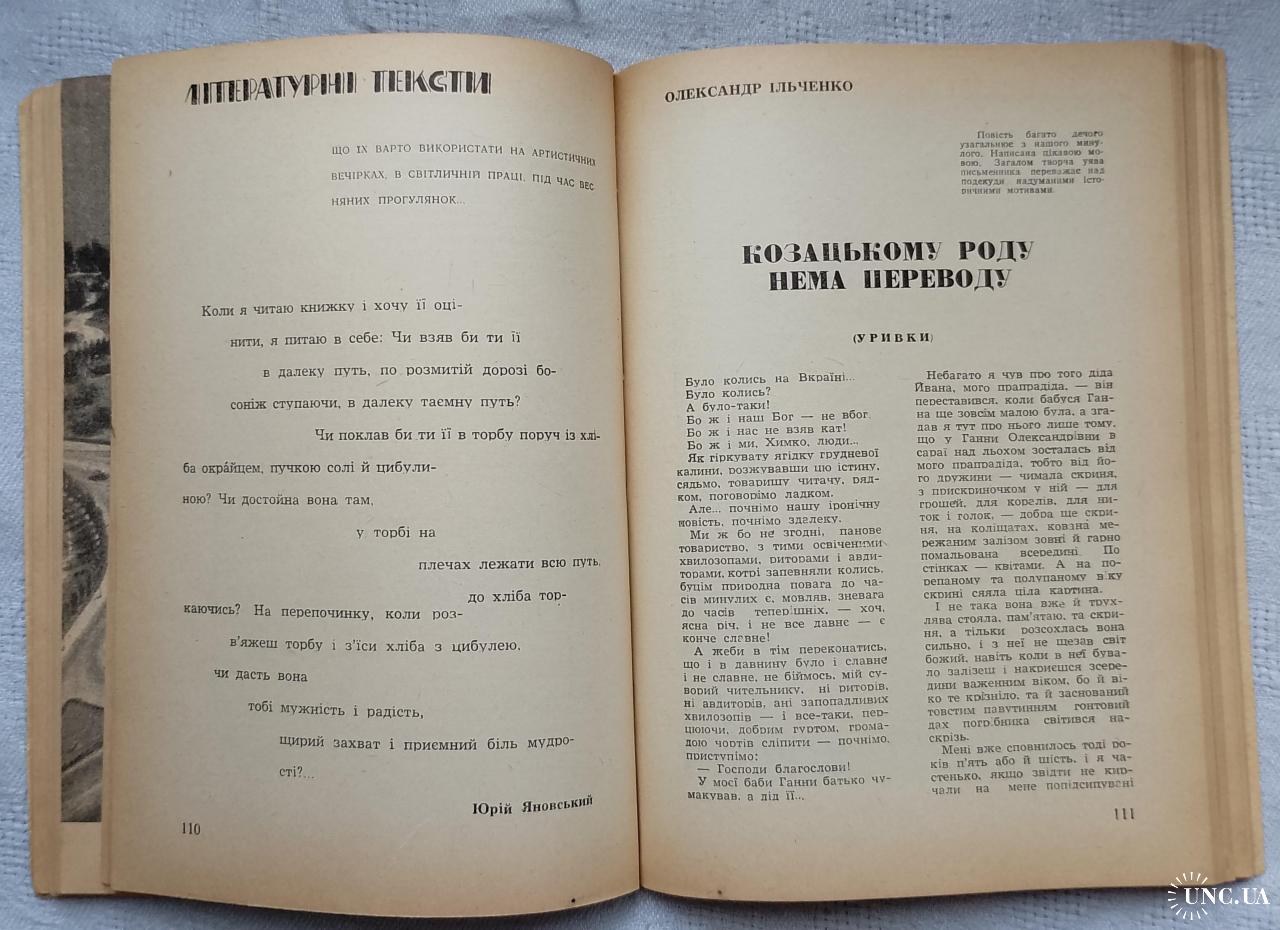 ЛІТЕРАТУРНІ ТЕКСТИ
ЩО ЇХ ВАРТО ВИКОРИСТАТИ НА АРТИСТИЧНИХ
ВЕЧІРКАХ, В СВІТЛИЧНІЙ ПРАЦІ, ПІД ЧАС ВЕС
НЯНИХ ПРОГУЛЯНОК...
Коли я читаю книжку і хочу її оці-
нити, я питаю в себе: Чи взяв би ти її
в далеку путь, по розмитій дорозі бо-
соніж ступаючи, в далеку таємну путь?
Чи поклав би ти її в торбу поруч із хлі-
ба окрáйцем, пучкою солі й цибули-
ною? Чи достойна вона там,
у торбі на
плечах лежати всю путь,
до хліба тор-
каючись? На перепочинку, коли роз-
в'яжеш торбу і з'їси хліба з цибулею,
чи дасть вона
тобі мужність і радість,
щирий захват і приємний біль мудро-
сті?...
Юрій Яновський
110
ОЛЕКСАНДР ІЛЬЧЕНКО
Повість багато дечого
узагальнює з нашого мину-
лого. Написана цікавою мо-
вою. Загалом творча уява
письменника переважає над
подекуди надуманими істо-
ричними мотивами.
КОЗАЦЬКОМУ РОДУ
НЕМА ПЕРЕВОДУ
(УРИВКИ)
Було колись на Вкраїні...
Було колись?
А було-таки!
Бо ж і наш Бог — не вбог.
Бо ж і нас не взяв кат!
Бо ж і ми, Химко, люди...
Як гіркувату ягідку грудневої
калини, розжувавши цю істину,
сядьмо, товаришу читачу, ряд-
ком, поговорімо ладком.
Але... почнімо нашу іронічну
повість, почнімо здалеку.
Ми ж бо не згодні, панове
товариство, з тими освіченими
хвилозопами, риторами і авди-
торами, котрі запевняли колись,
буцім природна повага до ча-
сів минулих є, мовляв, зневага
до часів теперішніх, — хоч,
ясна річ, і не все давнє — є
конче славне!
А жеби в тім переконатись,
що і в давнину було і славне
і не славне, не біймось, мій су-
ворий чительнику, ні риторів,
ні авдиторів, ані запопадливих
хвилозопів — і все-таки, пер-
цюючи, добрим гуртом, грома-
дою чортів сліпити — почнімо,
приступімо:
— Господи благослови!
У моєї баби Ганни батько чу-
макував, а дід її...
Небагато я чув про того діда
Йвана, мого прапрадіда, — він
переставився, коли бабуся Ган-
на ще зовсім малою була, а зга-
дав я тут про нього лише тому,
що у Ганни Олександрівни в
сараї над льохом зосталась від
мого прапрадіда, тобто від йо-
го дружини — чимала скриня,
з прискриночком у ній — для
грошей, для коралів, для ни-
ток і голок, — добра ще скри-
ня, на коліщатах, кована ме-
режаним залізом зовні й гарно
помальована всередині. По
стінках — квітами. А на по-
репаному та полупаному віку
скрині сяяла ціла картина.
І не така вона вже й трух-
лява стояла, пам'ятаю, та скри-
ня, а тільки розсохлась вона
сильно, і з неї не щезав світ
божий, навіть коли в неї бува-
ло залізеш і накриєшся зсере-
дини важенним віком, бо й ві-
ко те крізніло, та й заснований
товстим павутинням гонтовий
дах погрібника світився на-
скрізь.
Мені вже сповнилось тоді ро-
ків п'ять або й шість, і я ча-
стенько, якщо звідти не кир-
чали на мене попідсипувані
111
UNC.UA